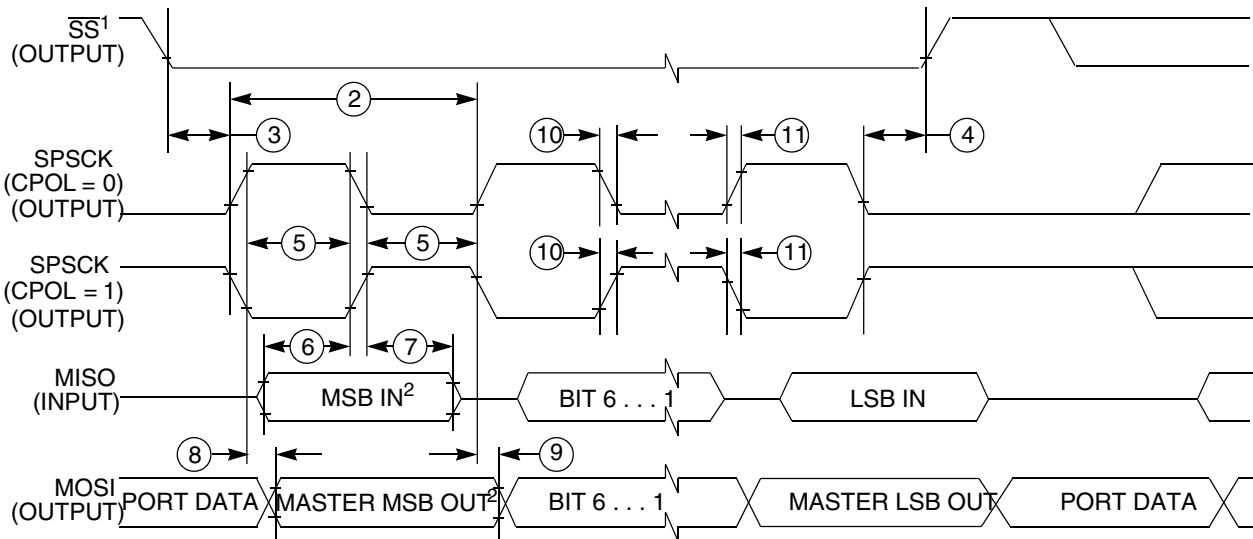 SS¹
(OUTPUT)
2
3
10
11
4
SPSCK
(CPOL = 0)
(OUTPUT)
5
5
10
11
SPSCK
(CPOL = 1)
(OUTPUT)
6
7
MISO
(INPUT)
MSB IN²
BIT 6 . . . 1
LSB IN
8
9
MOSI
(OUTPUT)
PORT DATA
MASTER MSB OUT²
BIT 6 . . . 1
MASTER LSB OUT
PORT DATA